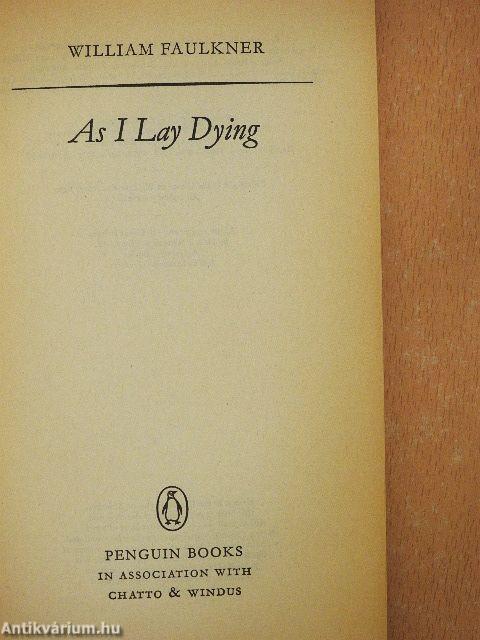 WILLIAM FAULKNER
As I Lay Dying
PENGUIN BOOKS
IN ASSOCIATION WITH
CHATTO & WINDUS
Antikvárium.hu